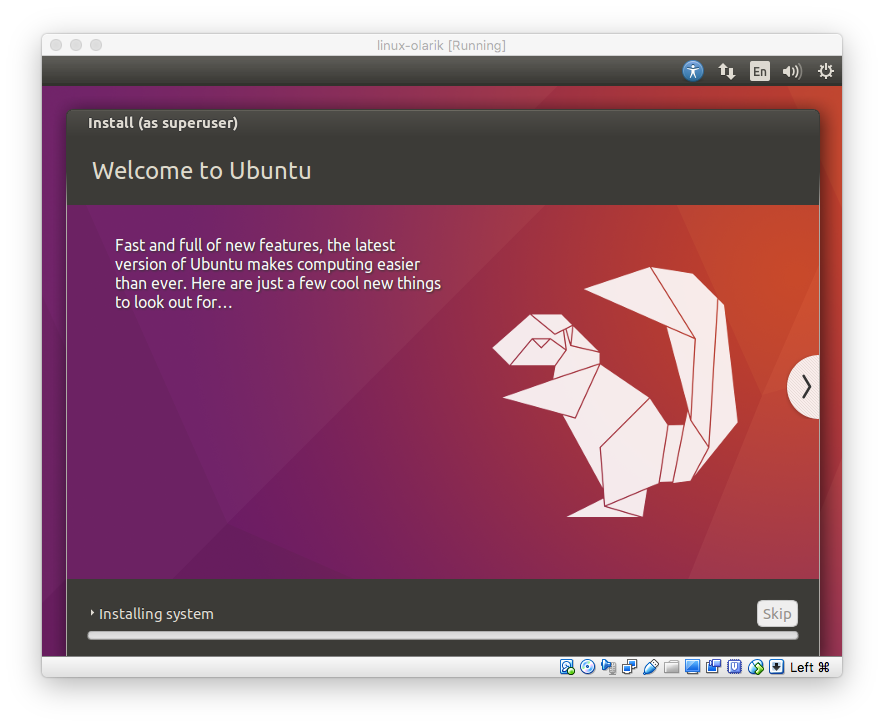 linux-olarik [Running]
En
Install (as superuser)
Welcome to Ubuntu
Fast and full of new features, the latest
version of Ubuntu makes computing easier
than ever. Here are just a few cool new things
to look out for…
Installing system
Skip
Left ⌘